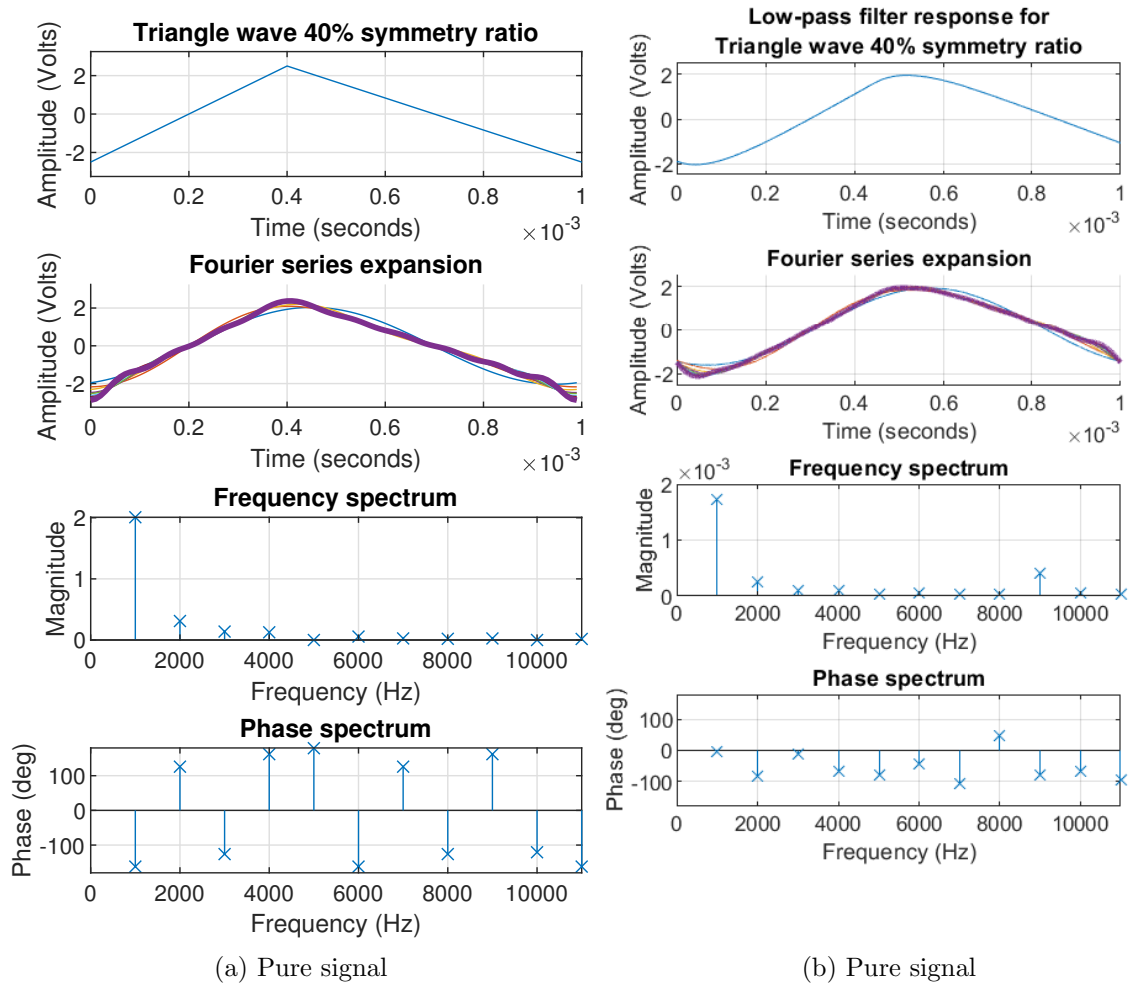 Triangle wave 40% symmetry ratio
Amplitude (Volts)
2
0
-2
0 0.2 0.4 0.6 0.8 1
Time (seconds) ×10-3
Fourier series expansion
Amplitude (Volts)
2
0
-2
0 0.2 0.4 0.6 0.8 1
Time (seconds) ×10-3
Frequency spectrum
Magnitude
2
1
0
0 2000 4000 6000 8000 10000
Frequency (Hz)
Phase spectrum
Phase (deg)
100
0
-100
0 2000 4000 6000 8000 10000
Frequency (Hz)
(a) Pure signal
Low-pass filter response for
Triangle wave 40% symmetry ratio
Amplitude (Volts)
2
0
-2
0 0.2 0.4 0.6 0.8 1
Time (seconds) ×10-3
Fourier series expansion
Amplitude (Volts)
2
0
-2
0 0.2 0.4 0.6 0.8 1
Time (seconds) ×10-3
×10-3 Frequency spectrum
Magnitude
2
1
0
0 2000 4000 6000 8000 10000
Frequency (Hz)
Phase spectrum
Phase (deg)
100
0
-100
0 2000 4000 6000 8000 10000
Frequency (Hz)
(b) Pure signal